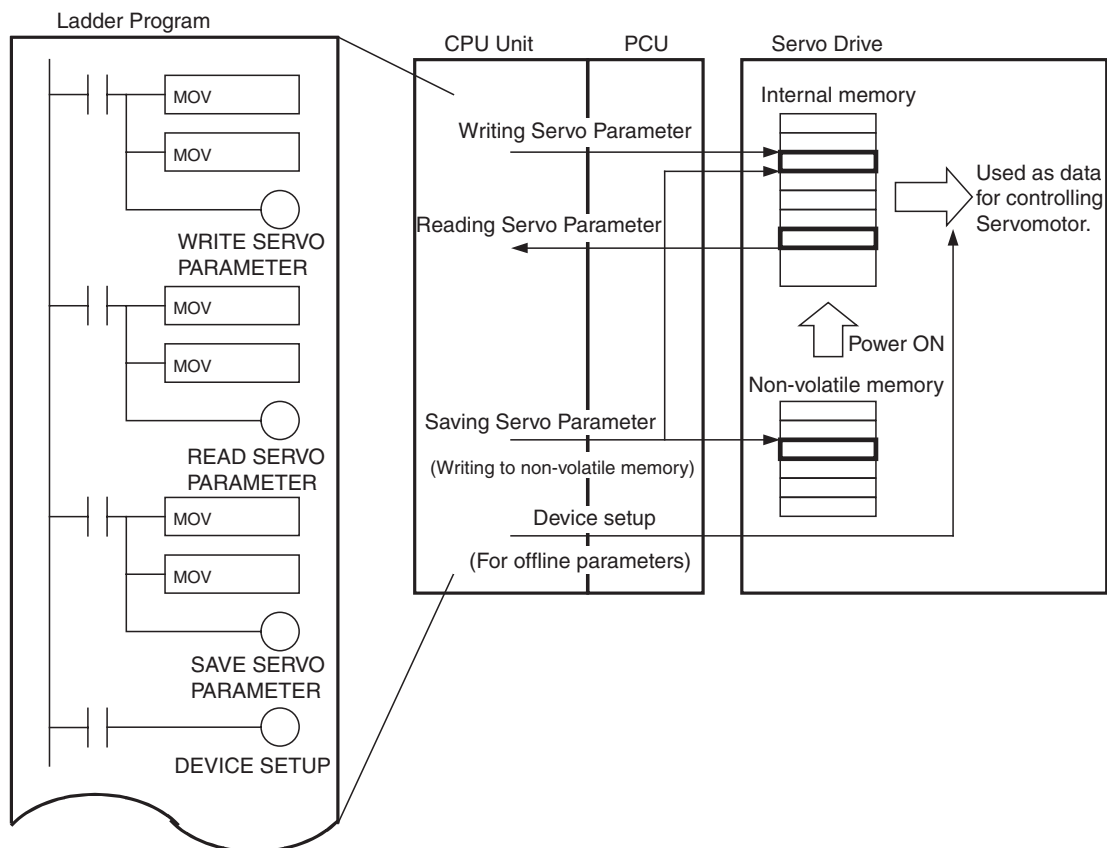 Ladder Program
MOV
MOV
WRITE SERVO
PARAMETER
MOV
MOV
READ SERVO
PARAMETER
MOV
MOV
SAVE SERVO
PARAMETER
DEVICE SETUP
CPU Unit
PCU
Writing Servo Parameter
Reading Servo Parameter
Saving Servo Parameter
(Writing to non-volatile memory)
Device setup
(For offline parameters)
Servo Drive
Internal memory
Used as data
for controlling
Servomotor.
Power ON
Non-volatile memory